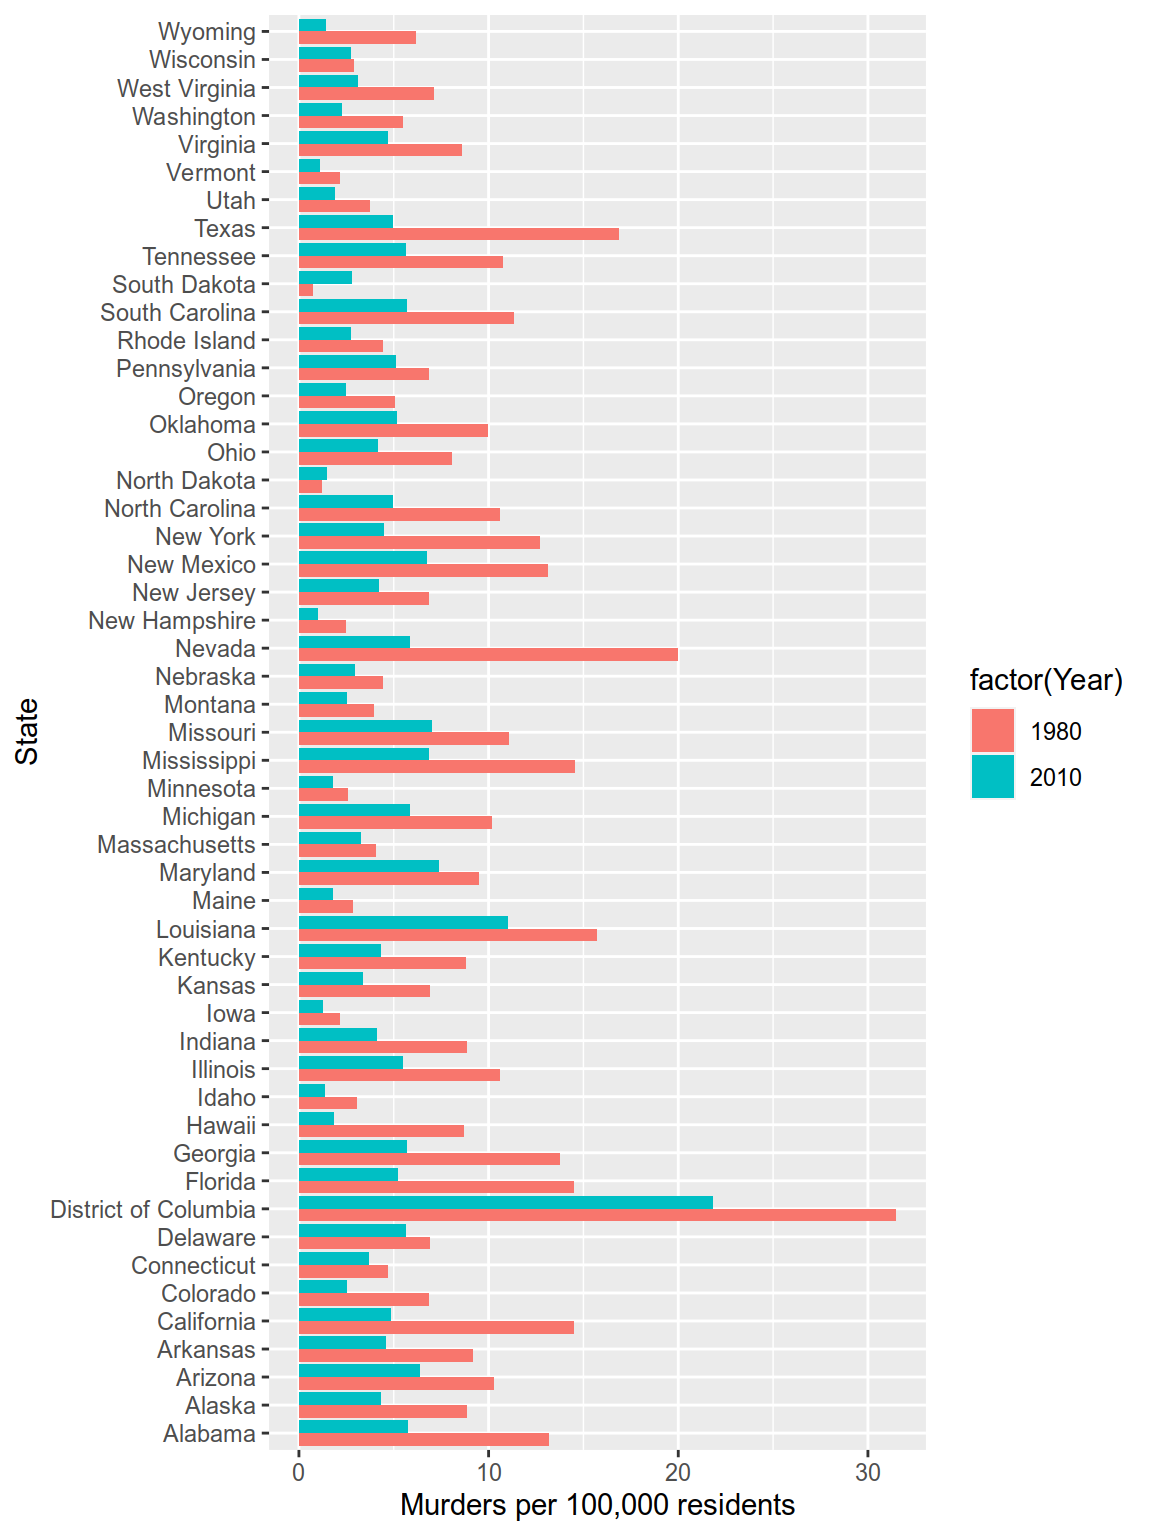 Wyoming
Wisconsin
West Virginia
Washington
Virginia
Vermont
Utah
Texas
Tennessee
South Dakota
South Carolina
Rhode Island
Pennsylvania
Oregon
Oklahoma
Ohio
North Dakota
North Carolina
New York
New Mexico
New Jersey
New Hampshire
Nevada
Nebraska
Montana
Missouri
Mississippi
Minnesota
Michigan
Massachusetts
Maryland
Maine
Louisiana
Kentucky
Kansas
Iowa
Indiana
Illinois
Idaho
Hawaii
Georgia
Florida
District of Columbia
Delaware
Connecticut
Colorado
California
Arkansas
Arizona
Alaska
Alabama
State
0 10 20 30
Murders per 100,000 residents
factor(Year)
1980
2010